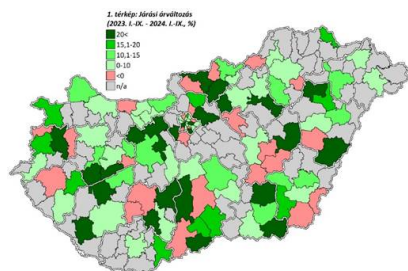 1. térkép: Járási árváltozás
(2023. I.-IX. - 2024. I.-IX., %)
20<
15,1-20
10,1-15
0-10
<0
n/a